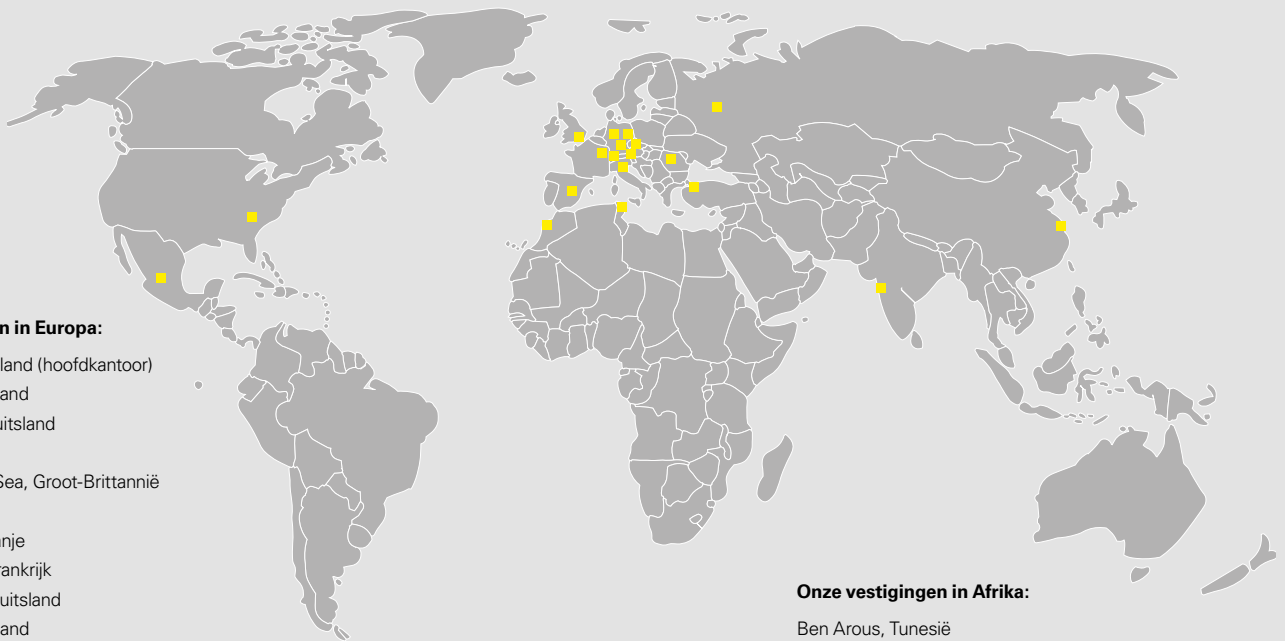 n in Europa:
land (hoofdkantoor)
and
uitsland
Sea, Groot-Brittannië
anje
rankrijk
uitsland
and
Onze vestigingen in Afrika:
Ben Arous, Tunesië